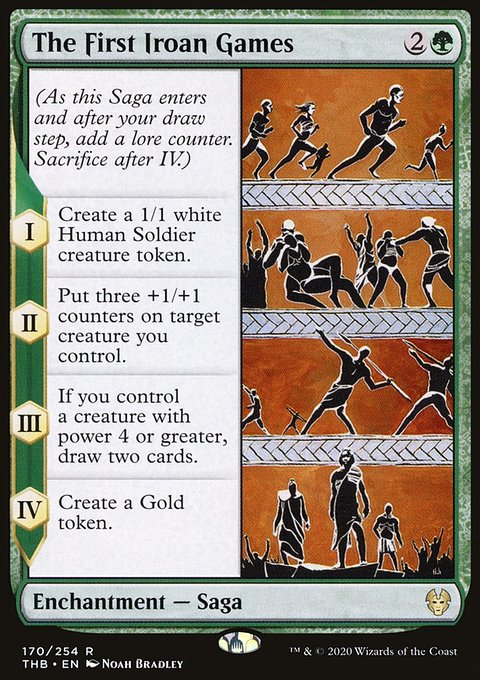 The First Iroan Games 2
(As this Saga enters
and after your draw
step, add a lore counter.
Sacrifice after IV.)
I
Create a 1/1 white
Human Soldier
creature token.
II
Put three +1/+1
counters on target
creature you
control.
III
If you control
a creature with
power 4 or greater,
draw two cards.
IV
Create a Gold
token.
Enchantment — Saga
170/254 R
THB • EN Noah Bradley
™ & © 2020 Wizards of the Coast